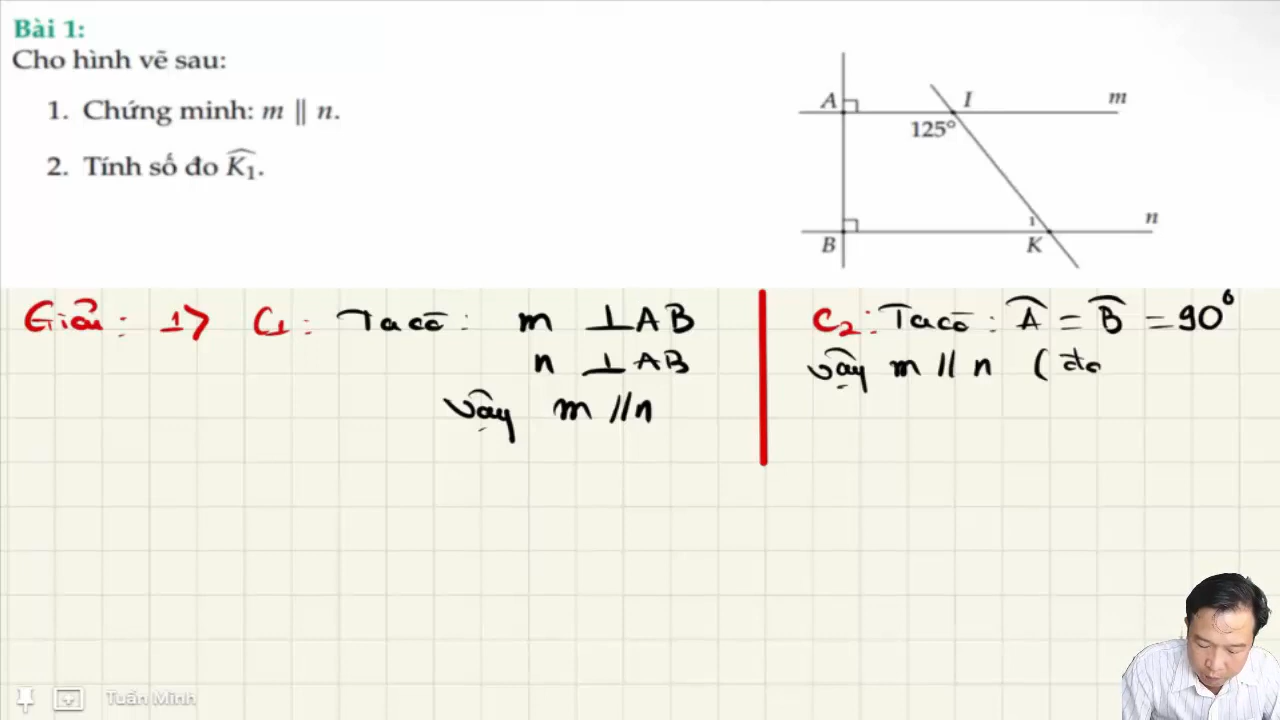 Bài 1:
Cho hình vẽ sau:
1. Chứng minh: m ∥ n.
2. Tính số đo K̂₁.
A
I
m
125°
B
1
K
n
Giải: 1> C1: Ta có: m ⊥ AB
n ⊥ AB
Vậy m // n
C2: Ta có: Â = B̂ = 90°
Vậy m // n (do
Tuấn Minh